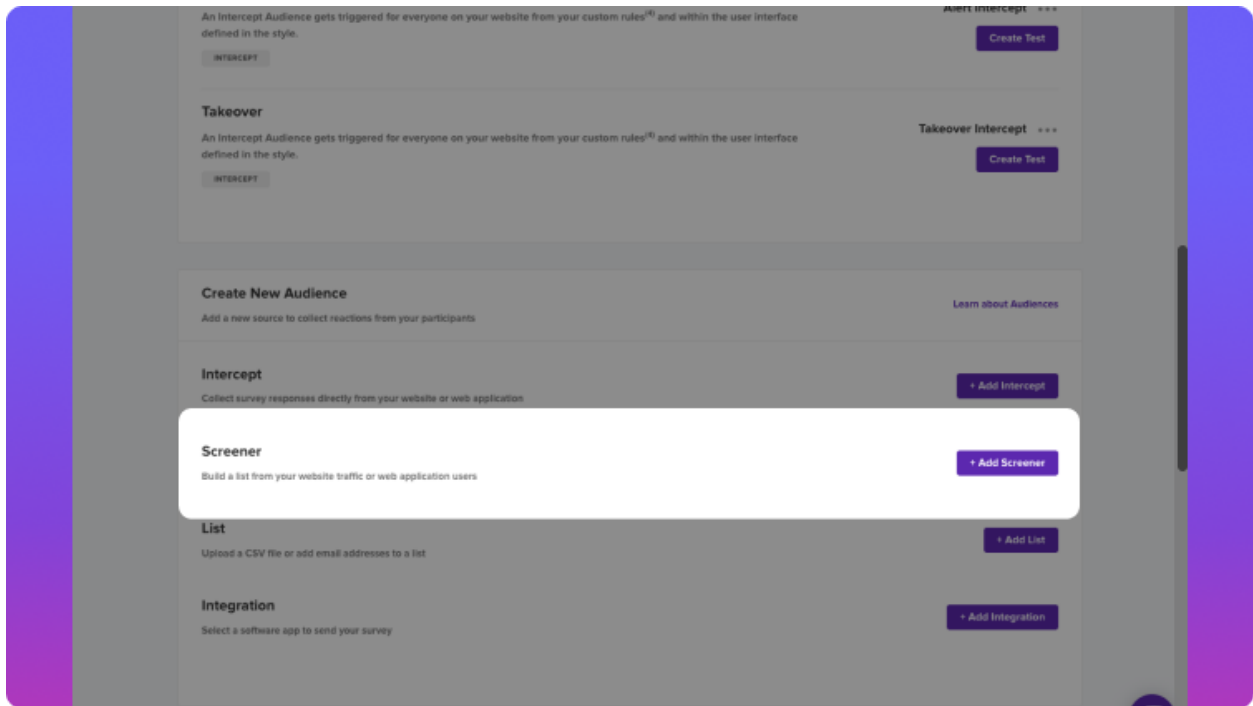 An Intercept Audience gets triggered for everyone on your website from your custom rules(4) and within the user interface
defined in the style.
INTERCEPT
Alert Intercept
Create Test
Takeover
An Intercept Audience gets triggered for everyone on your website from your custom rules(4) and within the user interface
defined in the style.
INTERCEPT
Takeover Intercept
Create Test
Create New Audience
Add a new source to collect reactions from your participants
Learn about Audiences
Intercept
Collect survey responses directly from your website or web application
+ Add Intercept
Screener
Build a list from your website traffic or web application users
+ Add Screener
List
Upload a CSV file or add email addresses to a list
+ Add List
Integration
Select a software app to send your survey
+ Add Integration